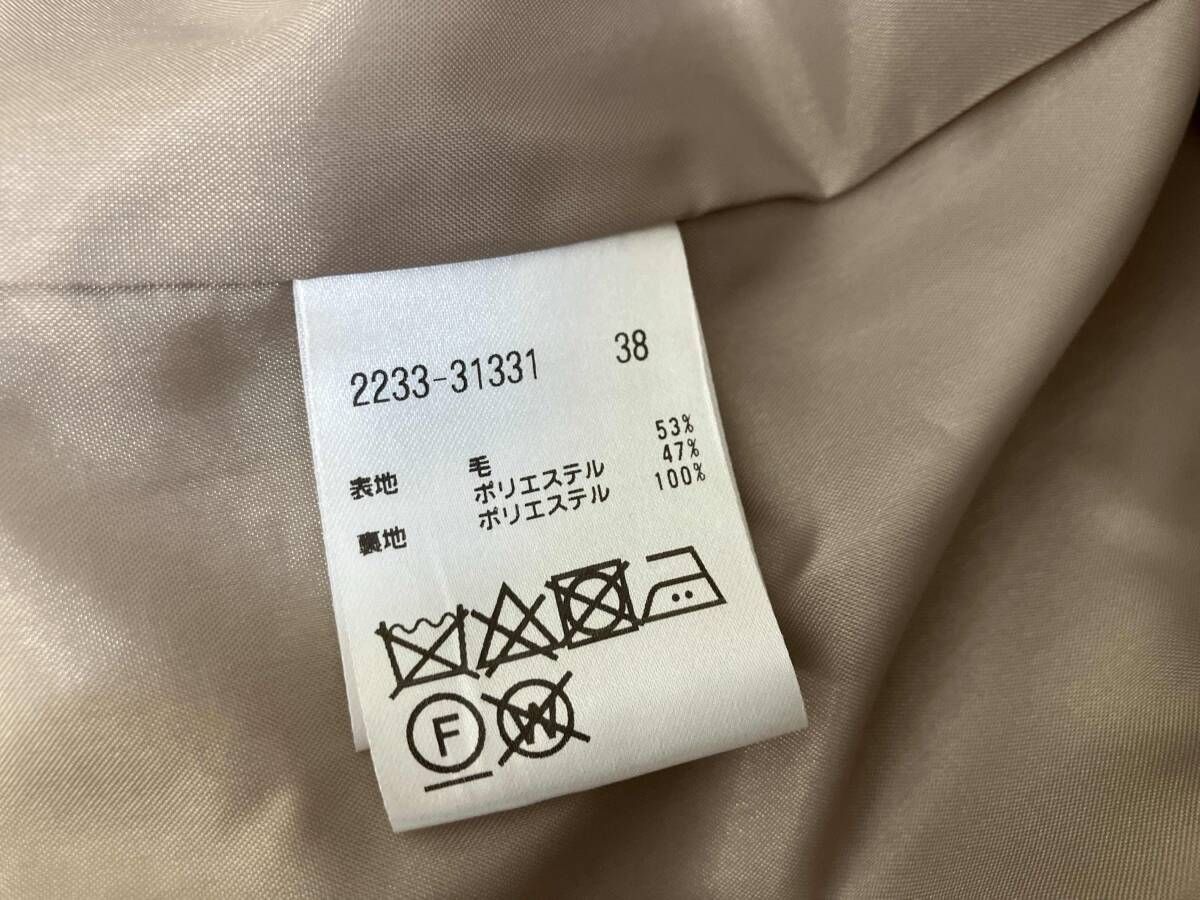 2233-31331 38
表地 毛 53%
ポリエステル 47%
裏地 ポリエステル 100%
F
W